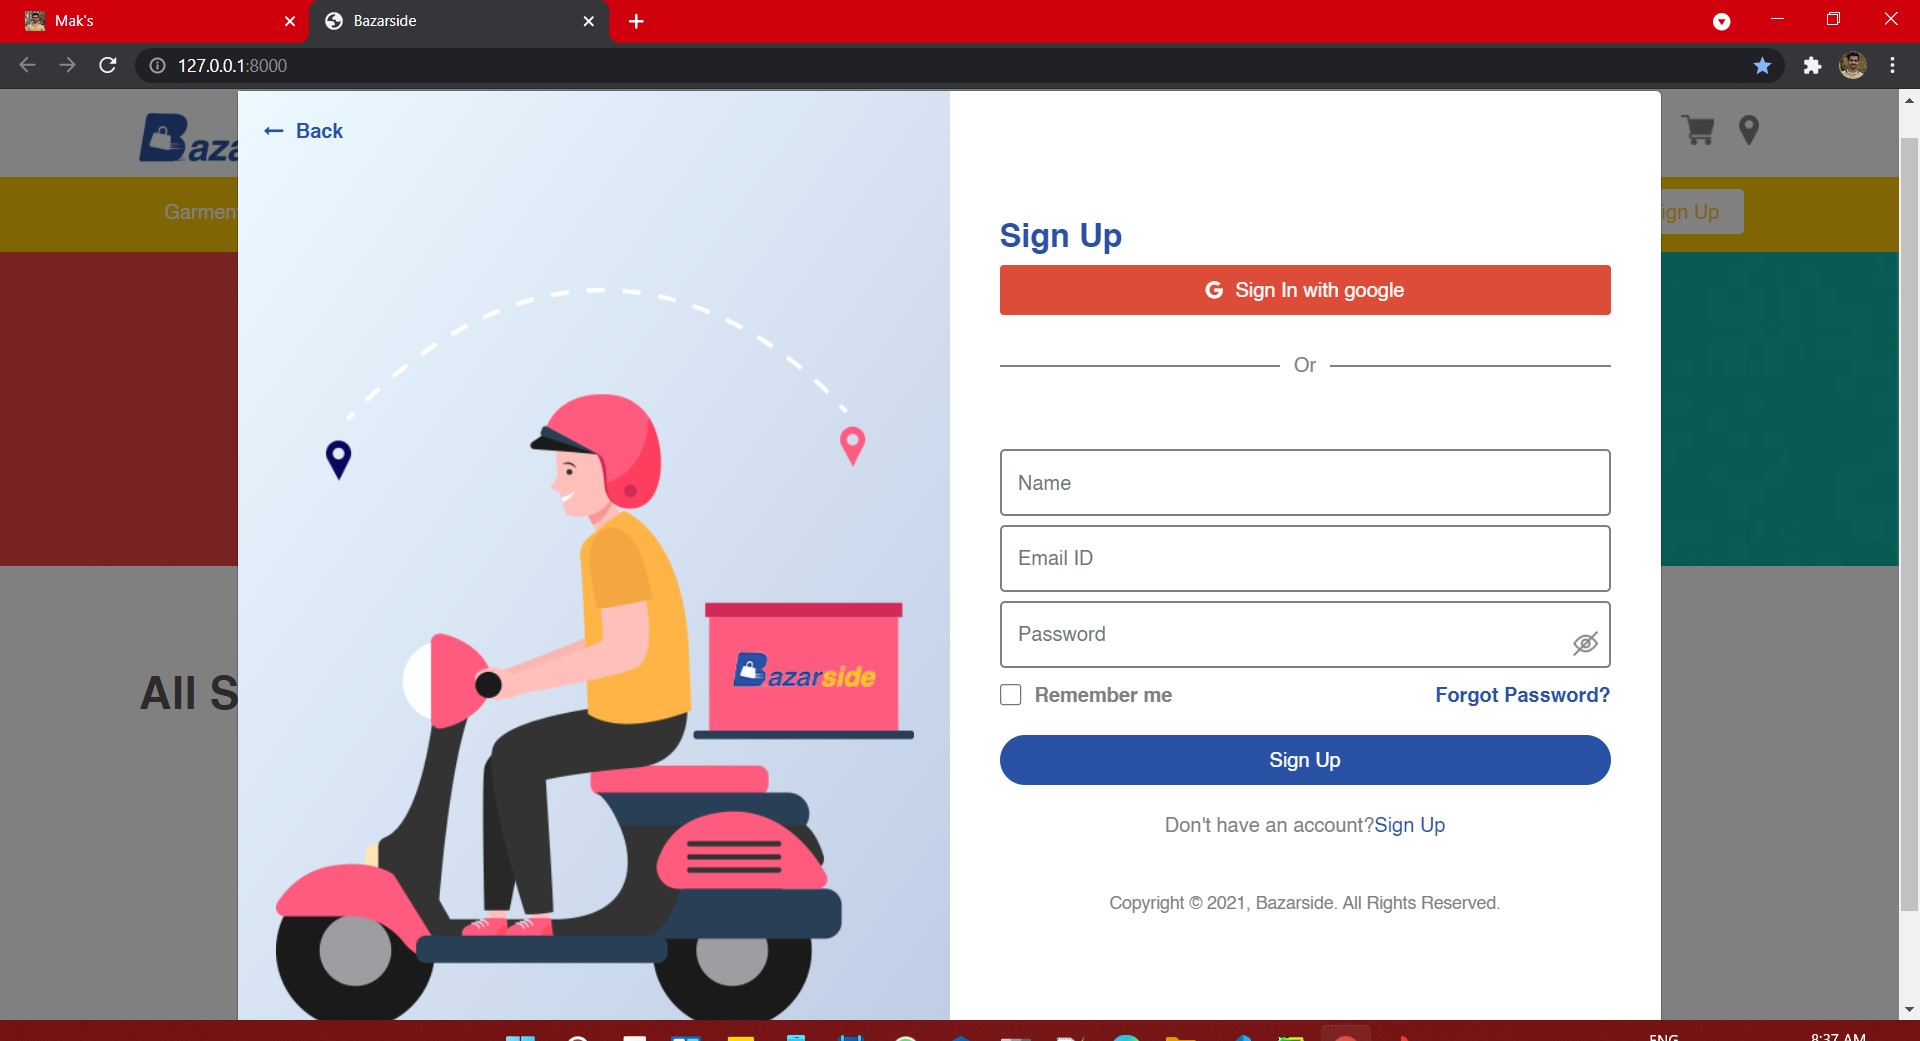 Mak's
Bazarside
127.0.0.1:8000
Baza
Garmen
ign Up
All S
Back
Bazarside
Sign Up
G Sign In with google
Or
Name
Email ID
Password
Remember me
Forgot Password?
Sign Up
Don't have an account?Sign Up
Copyright © 2021, Bazarside. All Rights Reserved.
ENG
8:37 AM